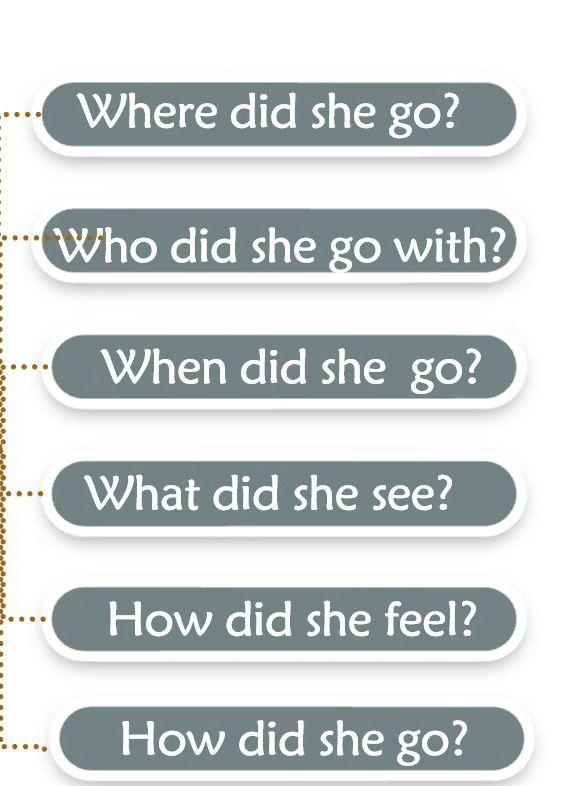 Where did she go?
Who did she go with?
When did she go?
What did she see?
How did she feel?
How did she go?